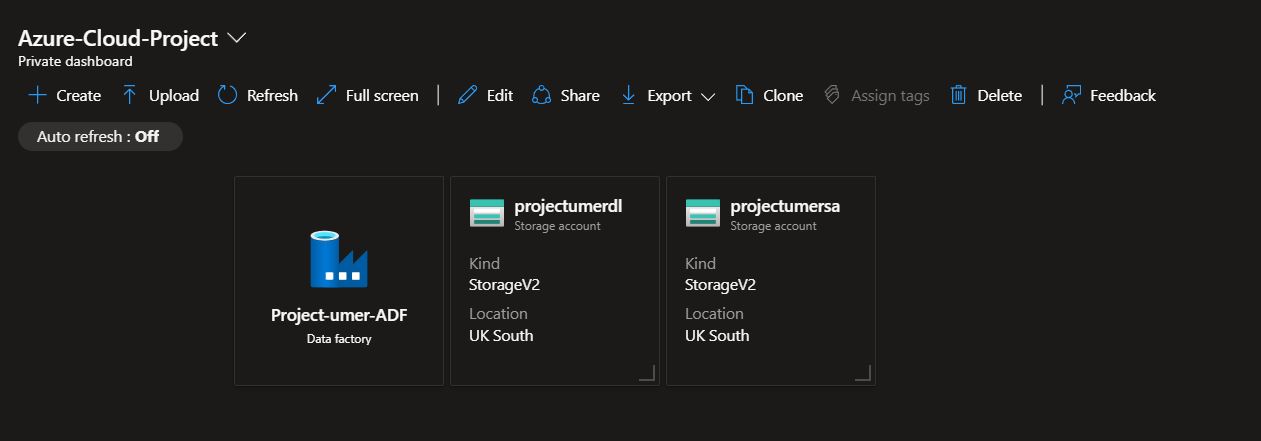 Azure-Cloud-Project
Private dashboard
Create Upload Refresh Full screen Edit Share Export Clone Assign tags Delete Feedback
Auto refresh : Off
Project-umer-ADF
Data factory
projectumerdl
Storage account
Kind
StorageV2
Location
UK South
projectumersa
Storage account
Kind
StorageV2
Location
UK South